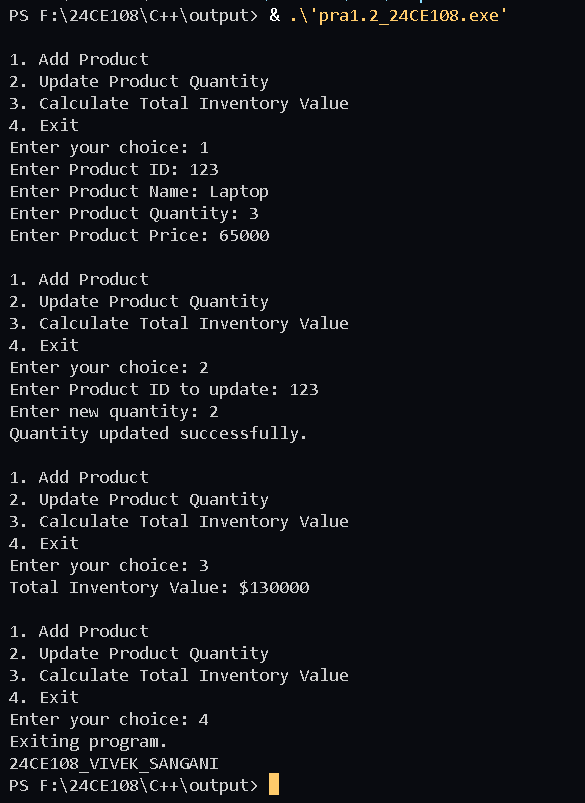 PS F:\24CE108\C++\output> & .\'pra1.2_24CE108.exe'
1. Add Product
2. Update Product Quantity
3. Calculate Total Inventory Value
4. Exit
Enter your choice: 1
Enter Product ID: 123
Enter Product Name: Laptop
Enter Product Quantity: 3
Enter Product Price: 65000
1. Add Product
2. Update Product Quantity
3. Calculate Total Inventory Value
4. Exit
Enter your choice: 2
Enter Product ID to update: 123
Enter new quantity: 2
Quantity updated successfully.
1. Add Product
2. Update Product Quantity
3. Calculate Total Inventory Value
4. Exit
Enter your choice: 3
Total Inventory Value: $130000
1. Add Product
2. Update Product Quantity
3. Calculate Total Inventory Value
4. Exit
Enter your choice: 4
Exiting program.
24CE108_VIVEK_SANGANI
PS F:\24CE108\C++\output>